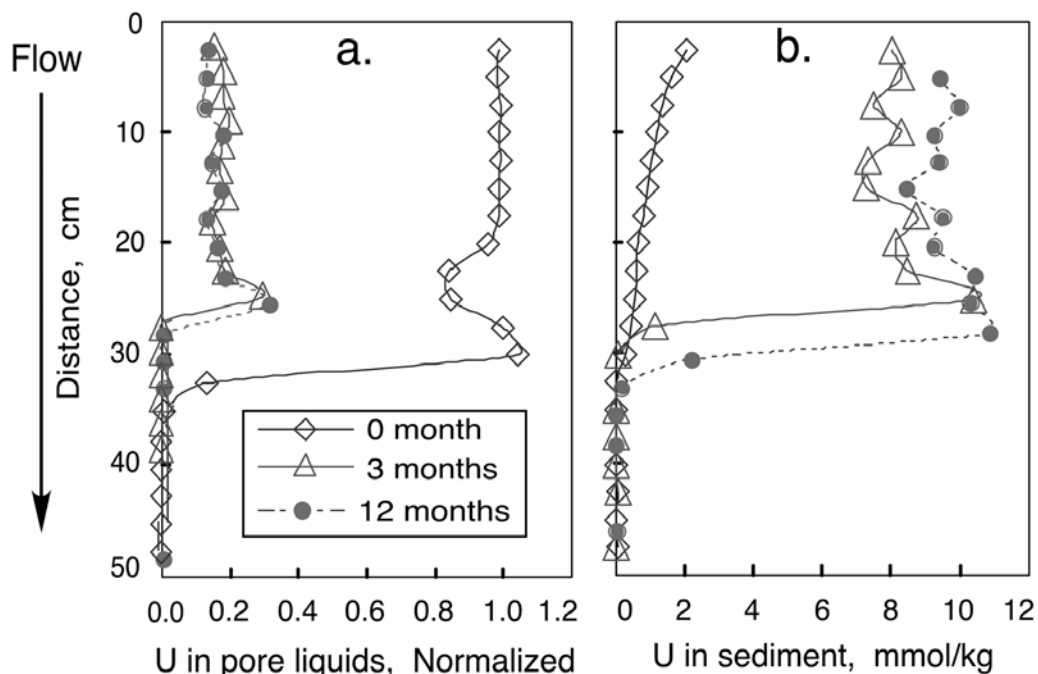 Flow
Distance, cm
0
10
20
30
40
50
a.
0 month
3 months
12 months
0.0 0.2 0.4 0.6 0.8 1.0 1.2
U in pore liquids, Normalized
b.
0 2 4 6 8 10 12
U in sediment, mmol/kg